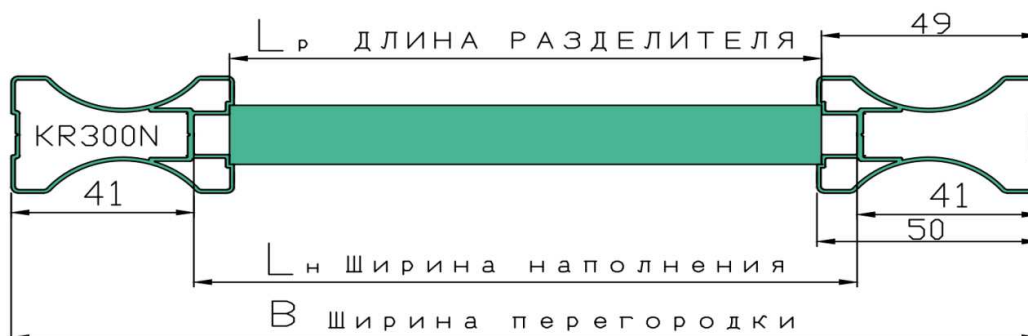 49
Lр ДЛИНА РАЗДЕЛИТЕЛЯ
KR300N
41
41
50
Lн Ширина наполнения
В Ширина перегородки